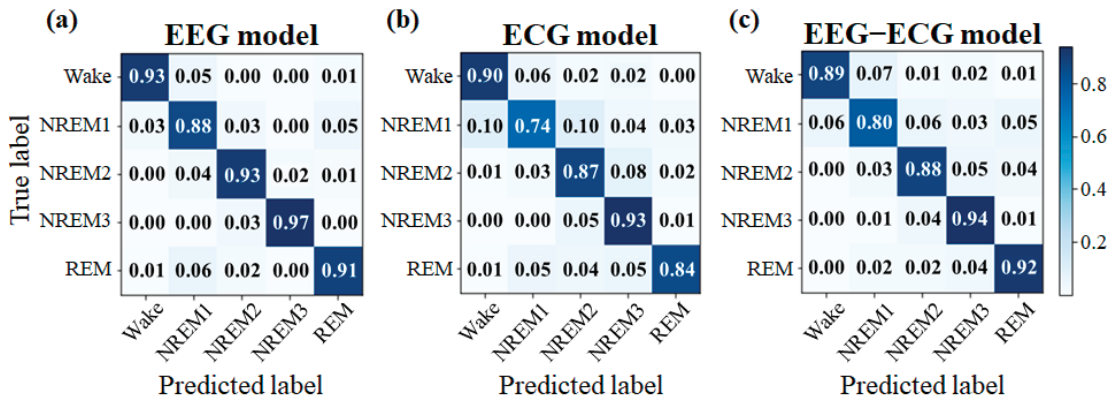 (a) (b) (c)
EEG model ECG model EEG−ECG model
Wake 0.93 0.05 0.00 0.00 0.01 0.90 0.06 0.02 0.02 0.00 0.89 0.07 0.01 0.02 0.01
0.8
NREM1 0.03 0.88 0.03 0.00 0.05 0.10 0.74 0.10 0.04 0.03 0.06 0.80 0.06 0.03 0.05
0.6
True label
NREM2 0.00 0.04 0.93 0.02 0.01 0.01 0.03 0.87 0.08 0.02 0.00 0.03 0.88 0.05 0.04
0.4
NREM3 0.00 0.00 0.03 0.97 0.00 0.00 0.00 0.05 0.93 0.01 0.00 0.01 0.04 0.94 0.01
0.2
REM 0.01 0.06 0.02 0.00 0.91 0.01 0.05 0.04 0.05 0.84 0.00 0.02 0.02 0.04 0.92
Wake NREM1 NREM2 NREM3 REM Wake NREM1 NREM2 NREM3 REM Wake NREM1 NREM2 NREM3 REM
Predicted label Predicted label Predicted label